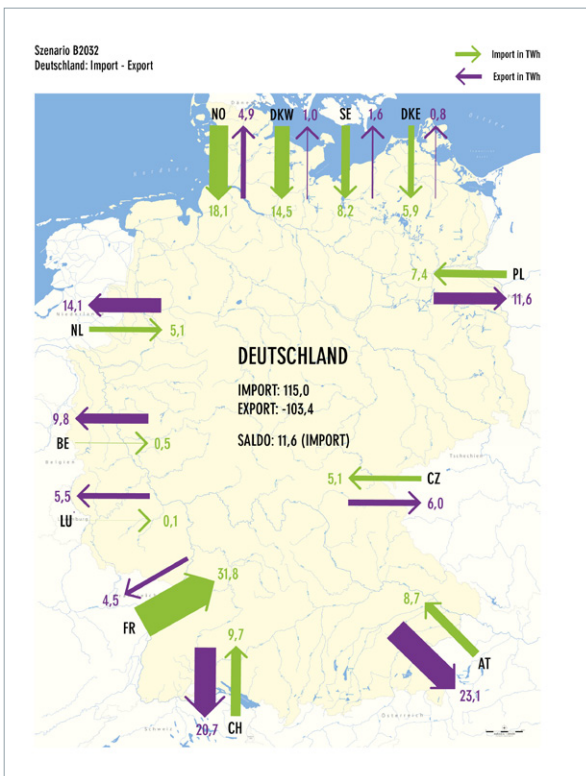 Szenario B2032
Deutschland: Import - Export
Import in TWh
Export in TWh
NO 4,9 DKW 1,0 SE 1,6 DKE 0,8
18,1 14,5 8,2 5,9
7,4 PL
11,6
14,1
NL 5,1
DEUTSCHLAND
IMPORT: 115,0
EXPORT: -103,4
SALDO: 11,6 (IMPORT)
9,8
BE 0,5
Belgien
Tschechien
5,1 CZ
6,0
5,5
LU 0,1
31,8
4,5
FR
8,7
AT
23,1
9,7
20,7 CH
Schweiz
Österreich